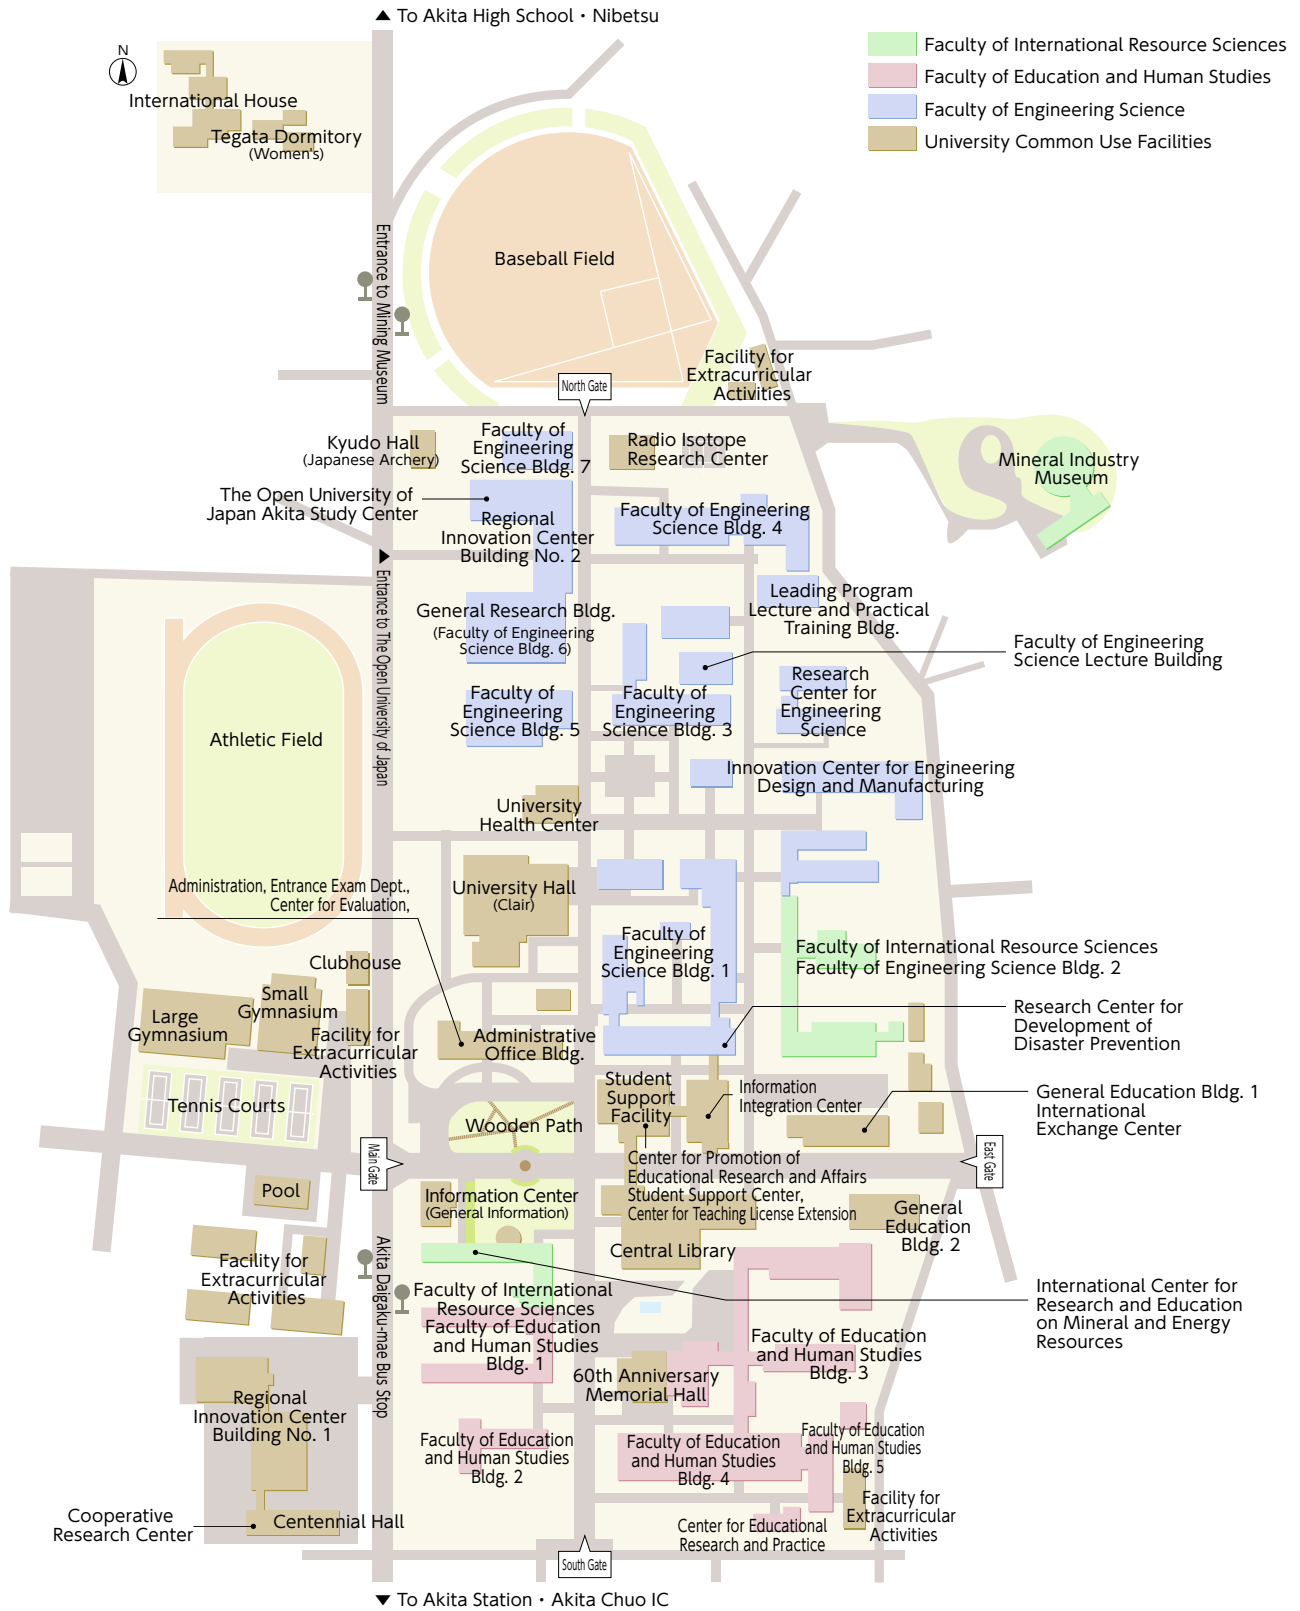 To Akita High School・Nibetsu
N
Faculty of International Resource Sciences
Faculty of Education and Human Studies
Faculty of Engineering Science
University Common Use Facilities
International House
Tegata Dormitory
(Women's)
Entrance to Mining Museum
Baseball Field
Facility for
Extracurricular
Activities
North Gate
Kyudo Hall
(Japanese Archery)
Faculty of
Engineering
Science Bldg. 7
Radio Isotope
Research Center
Mineral Industry
Museum
The Open University of
Japan Akita Study Center
Regional
Innovation Center
Building No. 2
Faculty of Engineering
Science Bldg. 4
Entrance to The Open University of Japan
General Research Bldg.
(Faculty of Engineering
Science Bldg. 6)
Leading Program
Lecture and Practical
Training Bldg.
Faculty of Engineering
Science Lecture Building
Faculty of
Engineering
Science Bldg. 5
Faculty of
Engineering
Science Bldg. 3
Research
Center for
Engineering
Science
Athletic Field
Innovation Center for Engineering
Design and Manufacturing
University
Health Center
Administration, Entrance Exam Dept.,
Center for Evaluation,
University Hall
(Clair)
Faculty of
Engineering
Science Bldg. 1
Faculty of International Resource Sciences
Faculty of Engineering Science Bldg. 2
Clubhouse
Small
Gymnasium
Large
Gymnasium
Facility for
Extracurricular
Activities
Administrative
Office Bldg.
Research Center for
Development of
Disaster Prevention
Student
Support
Facility
Information
Integration Center
General Education Bldg. 1
International
Exchange Center
Tennis Courts
Wooden Path
Main Gate
East Gate
Center for Promotion of
Educational Research and Affairs
Student Support Center,
Center for Teaching License Extension
Pool
Information Center
(General Information)
General
Education
Bldg. 2
Central Library
Facility for
Extracurricular
Activities
Akita Daigaku-mae Bus Stop
Faculty of International
Resource Sciences
Faculty of Education
and Human Studies
Bldg. 1
International Center for
Research and Education
on Mineral and Energy
Resources
Faculty of Education
and Human Studies
Bldg. 3
60th Anniversary
Memorial Hall
Regional
Innovation Center
Building No. 1
Faculty of Education
and Human Studies
Bldg. 2
Faculty of Education
and Human Studies
Bldg. 4
Faculty of Education
and Human Studies
Bldg. 5
Cooperative
Research Center
Centennial Hall
Facility for
Extracurricular
Activities
Center for Educational
Research and Practice
South Gate
To Akita Station・Akita Chuo IC